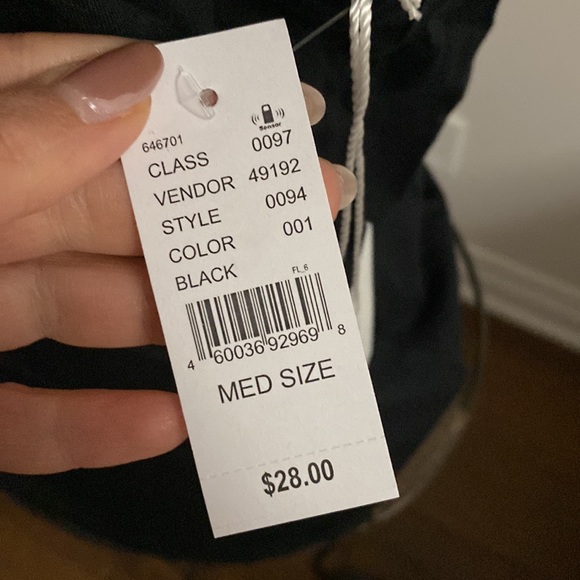 Sensor
646701
CLASS 0097
VENDOR 49192
STYLE 0094
COLOR 001
BLACK
FL_6
4 60036 92969 8
MED SIZE
$28.00